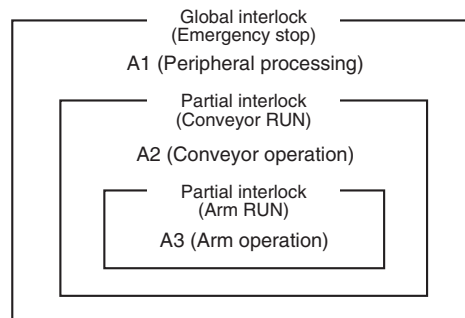 Global interlock
(Emergency stop)
A1 (Peripheral processing)
Partial interlock
(Conveyor RUN)
A2 (Conveyor operation)
Partial interlock
(Arm RUN)
A3 (Arm operation)